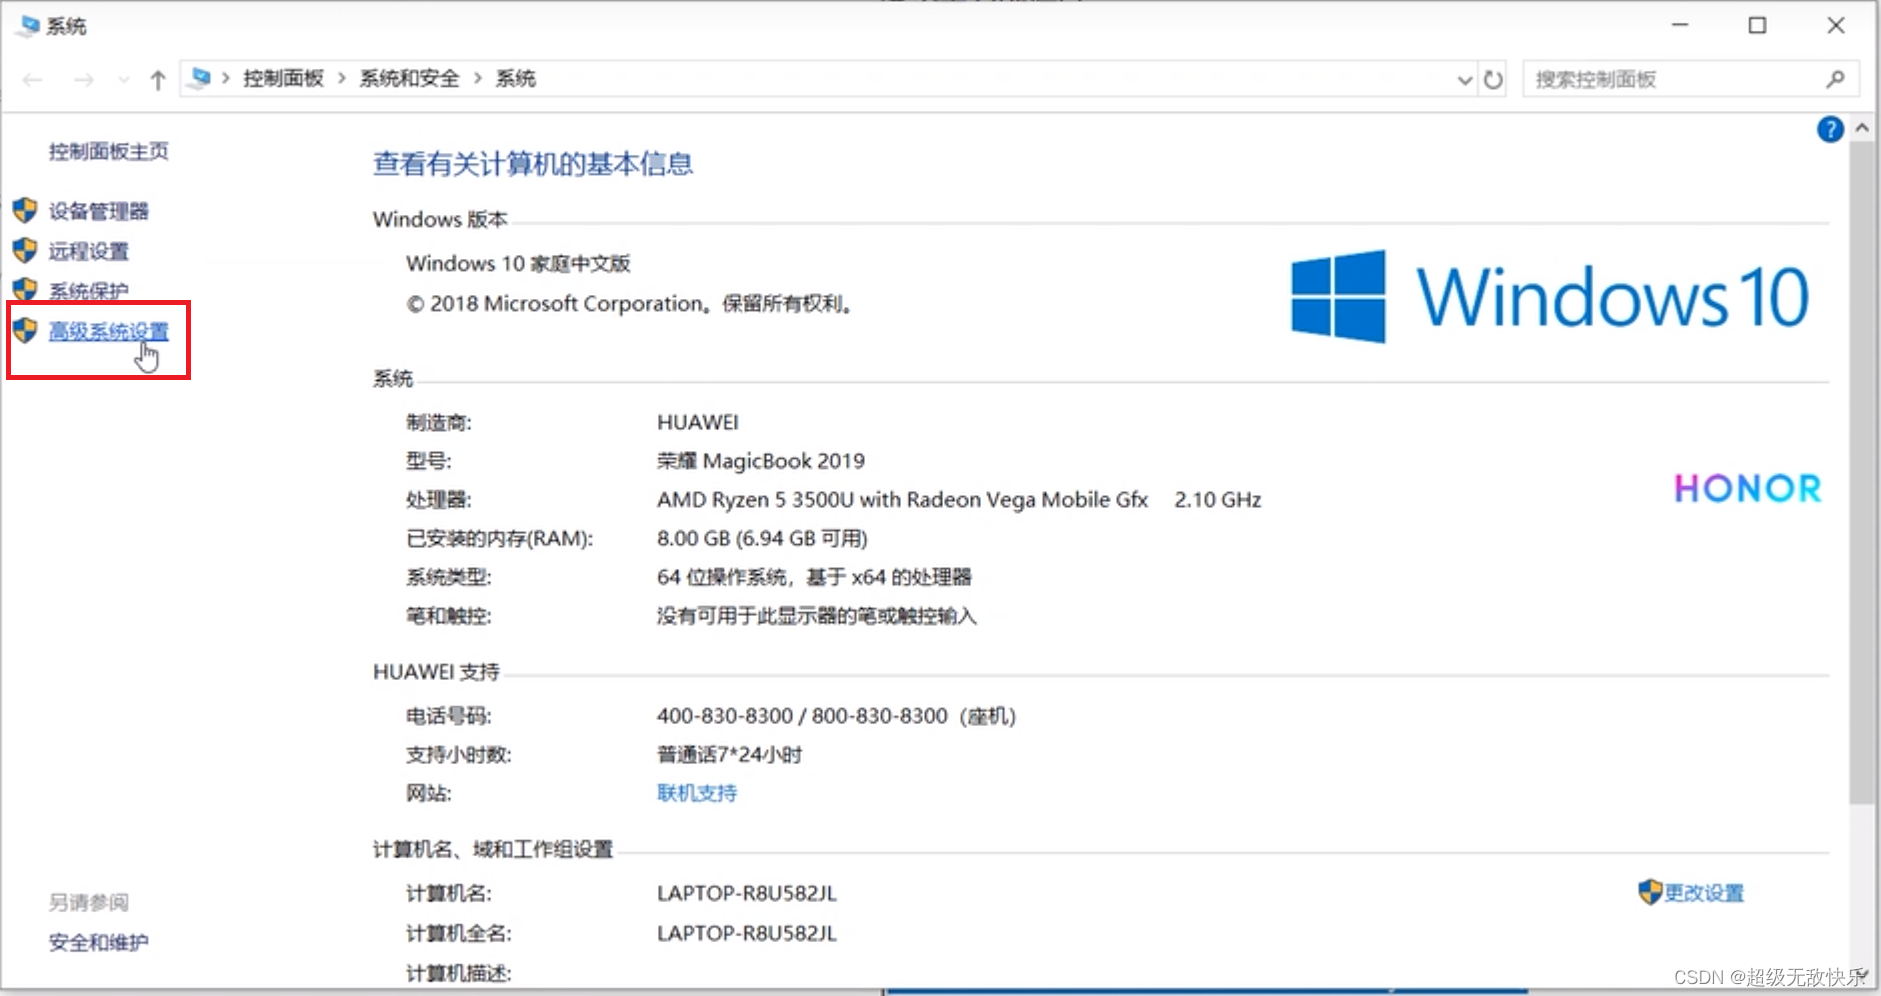 系统
控制面板 系统和安全 系统
搜索控制面板
控制面板主页
设备管理器
远程设置
系统保护
高级系统设置
查看有关计算机的基本信息
Windows 版本
Windows 10 家庭中文版
© 2018 Microsoft Corporation。保留所有权利。
Windows 10
系统
制造商: HUAWEI
型号: 荣耀 MagicBook 2019
处理器: AMD Ryzen 5 3500U with Radeon Vega Mobile Gfx 2.10 GHz
已安装的内存(RAM): 8.00 GB (6.94 GB 可用)
系统类型: 64 位操作系统，基于 x64 的处理器
笔和触控: 没有可用于此显示器的笔或触控输入
HONOR
HUAWEI 支持
电话号码: 400-830-8300 / 800-830-8300（座机）
支持小时数: 普通话7*24小时
网站: 联机支持
计算机名、域和工作组设置
计算机名: LAPTOP-R8U582JL
更改设置
计算机全名: LAPTOP-R8U582JL
计算机描述:
另请参阅
安全和维护
CSDN @超级无敌快乐